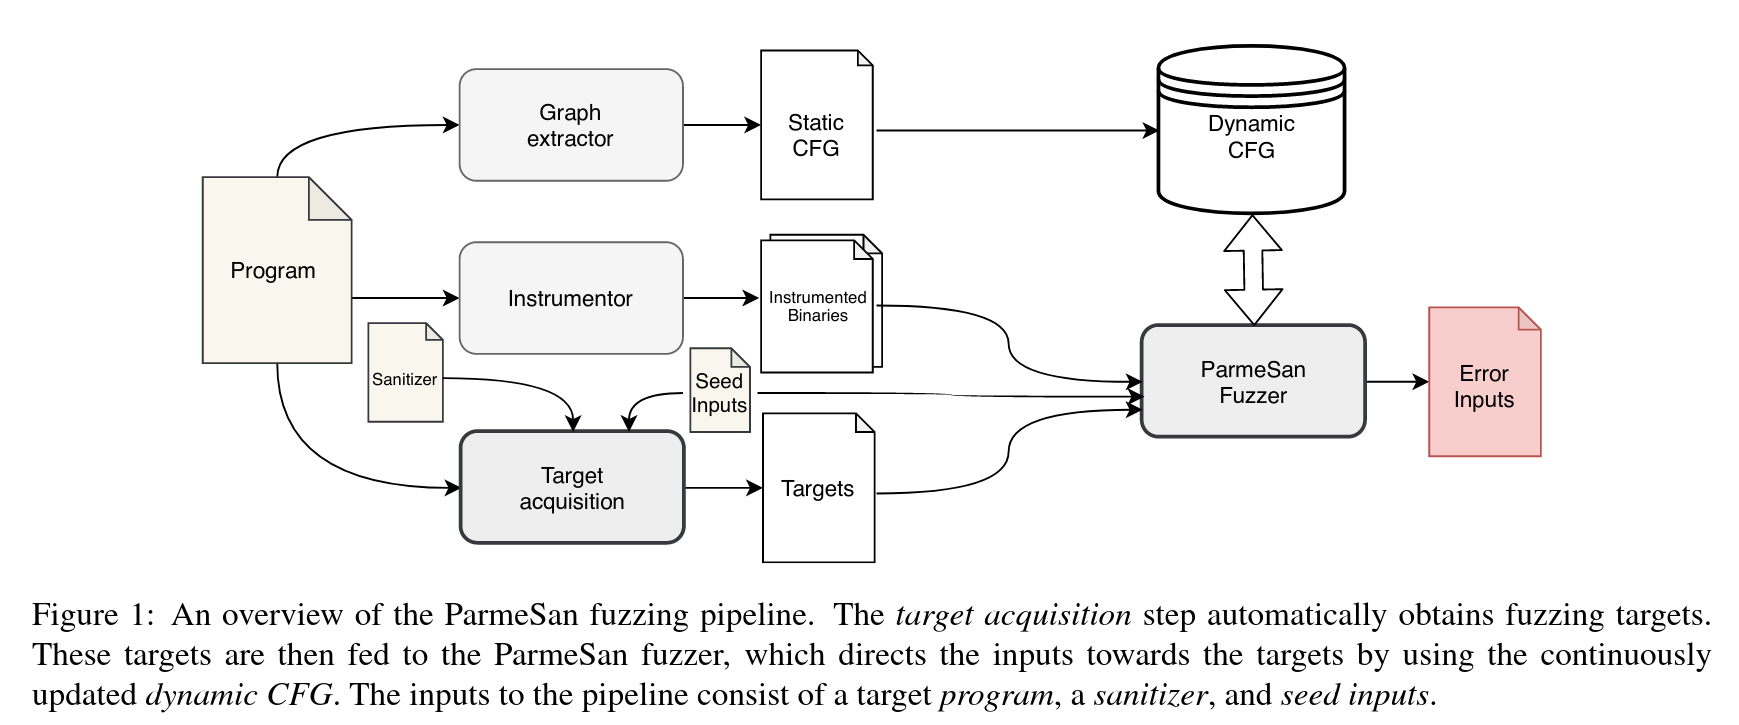 Graph
extractor
Static
CFG
Dynamic
CFG
Program
Instrumentor
Instrumented
Binaries
Sanitizer
Seed
Inputs
ParmeSan
Fuzzer
Error
Inputs
Target
acquisition
Targets
Figure 1: An overview of the ParmeSan fuzzing pipeline. The target acquisition step automatically obtains fuzzing targets.
These targets are then fed to the ParmeSan fuzzer, which directs the inputs towards the targets by using the continuously
updated dynamic CFG. The inputs to the pipeline consist of a target program, a sanitizer, and seed inputs.